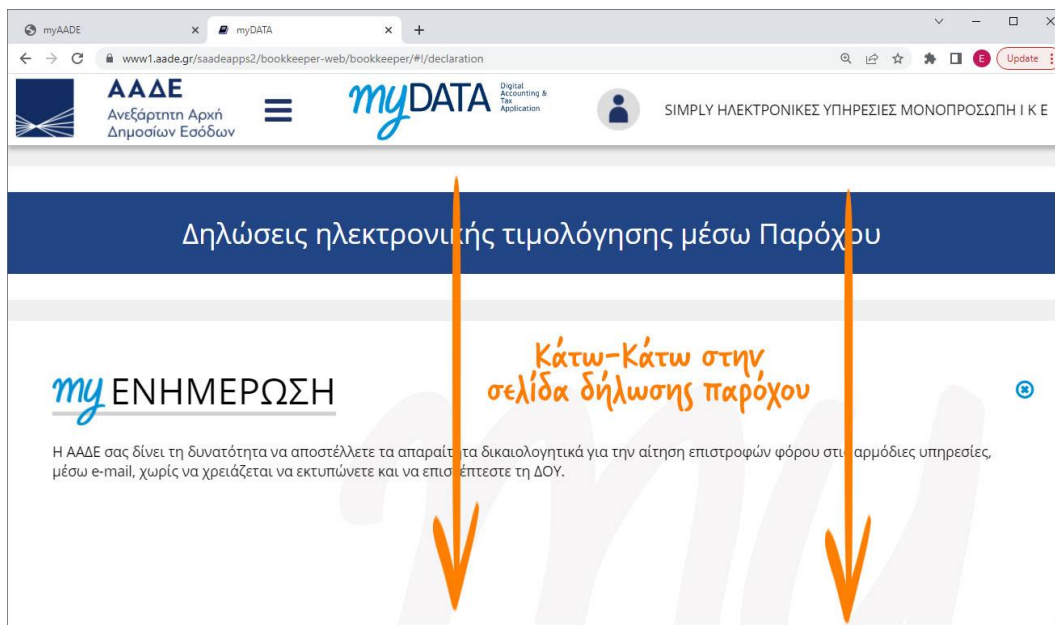 myAADE
myDATA
www1.aade.gr/saadeapps2/bookkeeper-web/bookkeeper/#!/declaration
E
Update
ΑΑΔΕ
Ανεξάρτητη Αρχή
Δημοσίων Εσόδων
myDATA
Digital
Accounting &
Tax
Application
SIMPLY ΗΛΕΚΤΡΟΝΙΚΕΣ ΥΠΗΡΕΣΙΕΣ ΜΟΝΟΠΡΟΣΩΠΗ Ι Κ Ε
Δηλώσεις ηλεκτρονικής τιμολόγησης μέσω Παρόχου
Κάτω-Κάτω στην
σελίδα δήλωσης παρόχου
my ΕΝΗΜΕΡΩΣΗ
Η ΑΑΔΕ σας δίνει τη δυνατότητα να αποστέλλετε τα απαραίτητα δικαιολογητικά για την αίτηση επιστροφών φόρου στις αρμόδιες υπηρεσίες,
μέσω e-mail, χωρίς να χρειάζεται να εκτυπώνετε και να επισκέπτεστε τη ΔΟΥ.
my